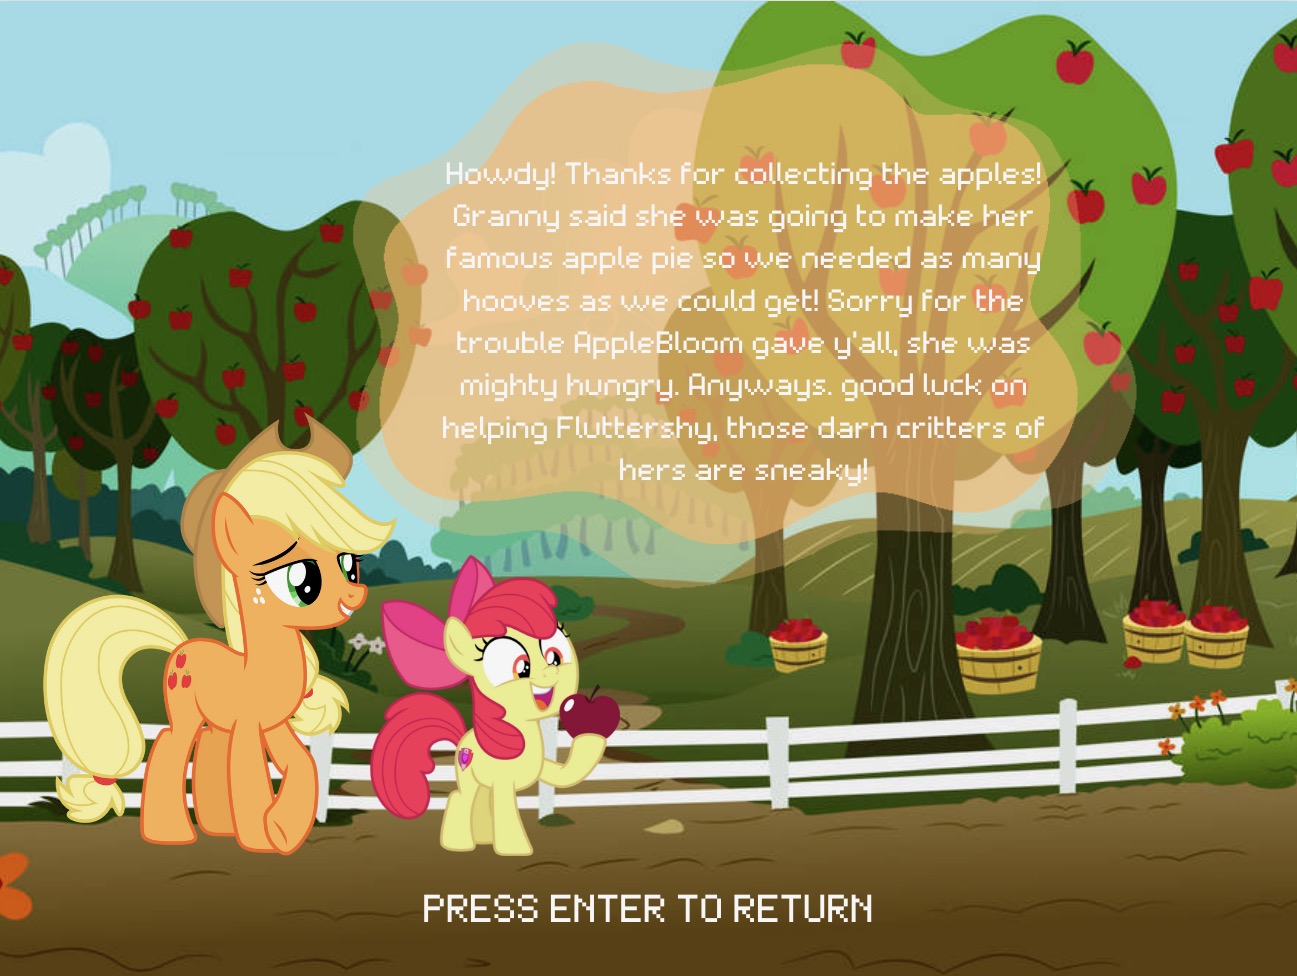 Howdy! Thanks for collecting the apples!
Granny said she was going to make her
famous apple pie so we needed as many
hooves as we could get! Sorry for the
trouble AppleBloom gave y'all, she was
mighty hungry. Anyways. good luck on
helping Fluttershy, those darn critters of
hers are sneaky!
PRESS ENTER TO RETURN